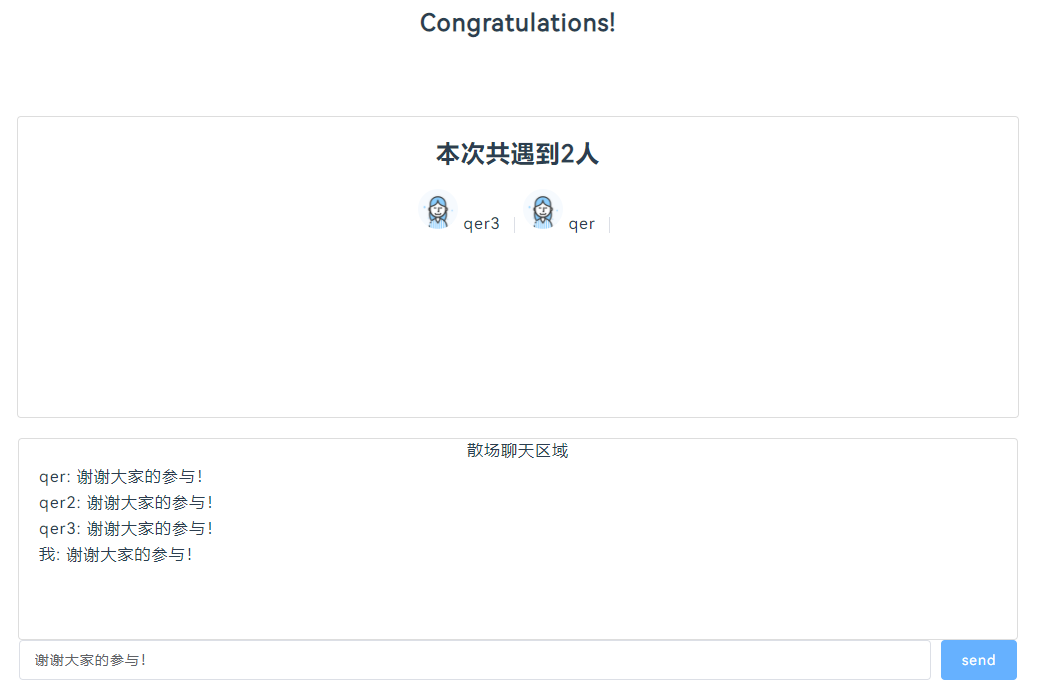 Congratulations!
本次共遇到2人
qer3 qer
散场聊天区域
qer: 谢谢大家的参与!
qer2: 谢谢大家的参与!
qer3: 谢谢大家的参与!
我: 谢谢大家的参与!
谢谢大家的参与! send